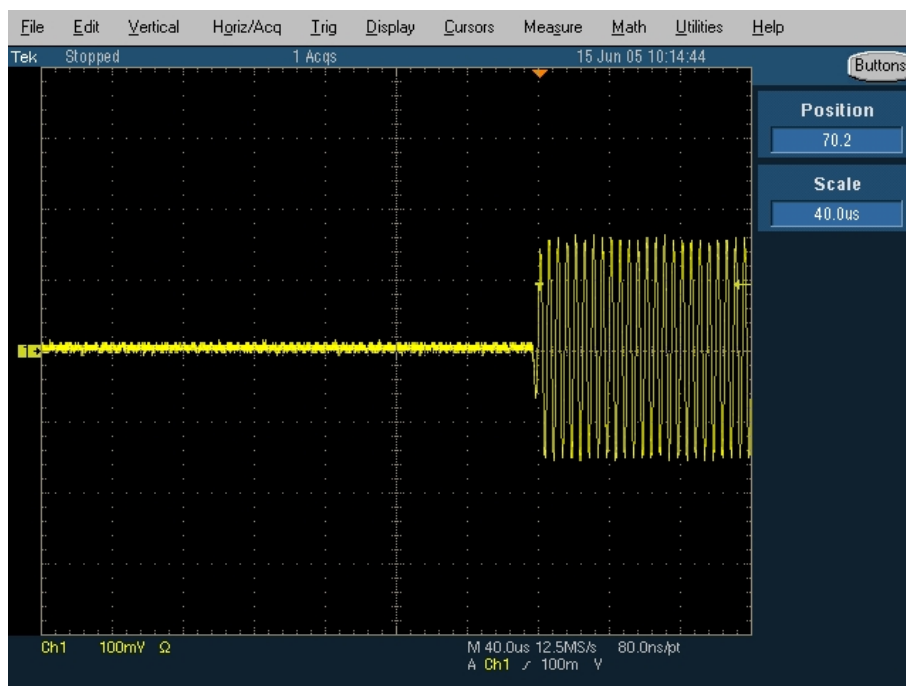 File Edit Vertical Horiz/Acq Trig Display Cursors Measure Math Utilities Help
Tek Stopped 1 Acqs 15 Jun 05 10:14:44
Buttons
Position
70.2
Scale
40.0us
1
Ch1 100mV Ω
M 40.0us 12.5MS/s 80.0ns/pt
A Ch1 ∕ 100m V